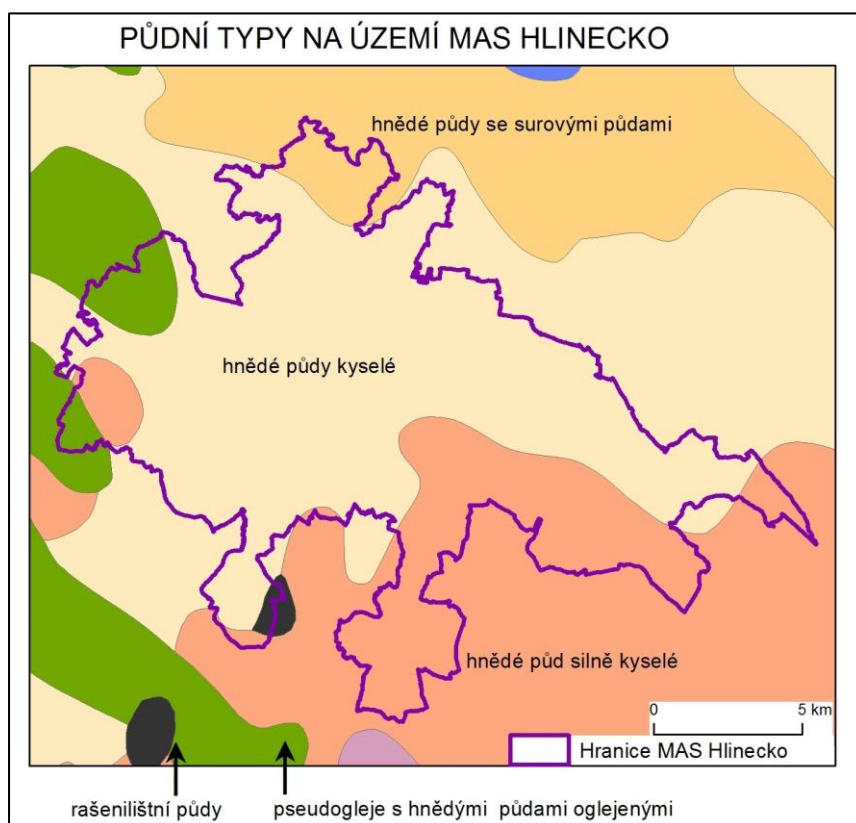 PŮDNÍ TYPY NA ÚZEMÍ MAS HLINECKO
hnědé půdy se surovými půdami
hnědé půdy kyselé
hnědé půd silně kyselé
0 5 km
Hranice MAS Hlinecko
rašenilištní půdy
pseudogleje s hnědými půdami oglejenými